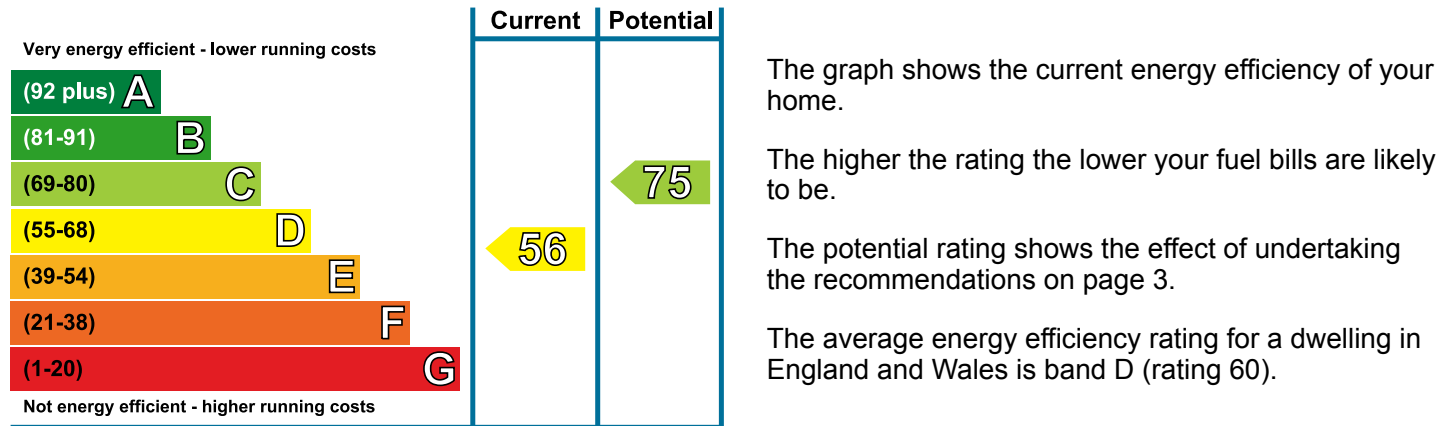 Current Potential
Very energy efficient - lower running costs
(92 plus) A
(81-91) B
(69-80) C
75
(55-68) D
56
(39-54) E
(21-38) F
(1-20) G
Not energy efficient - higher running costs
The graph shows the current energy efficiency of your
home.
The higher the rating the lower your fuel bills are likely
to be.
The potential rating shows the effect of undertaking
the recommendations on page 3.
The average energy efficiency rating for a dwelling in
England and Wales is band D (rating 60).